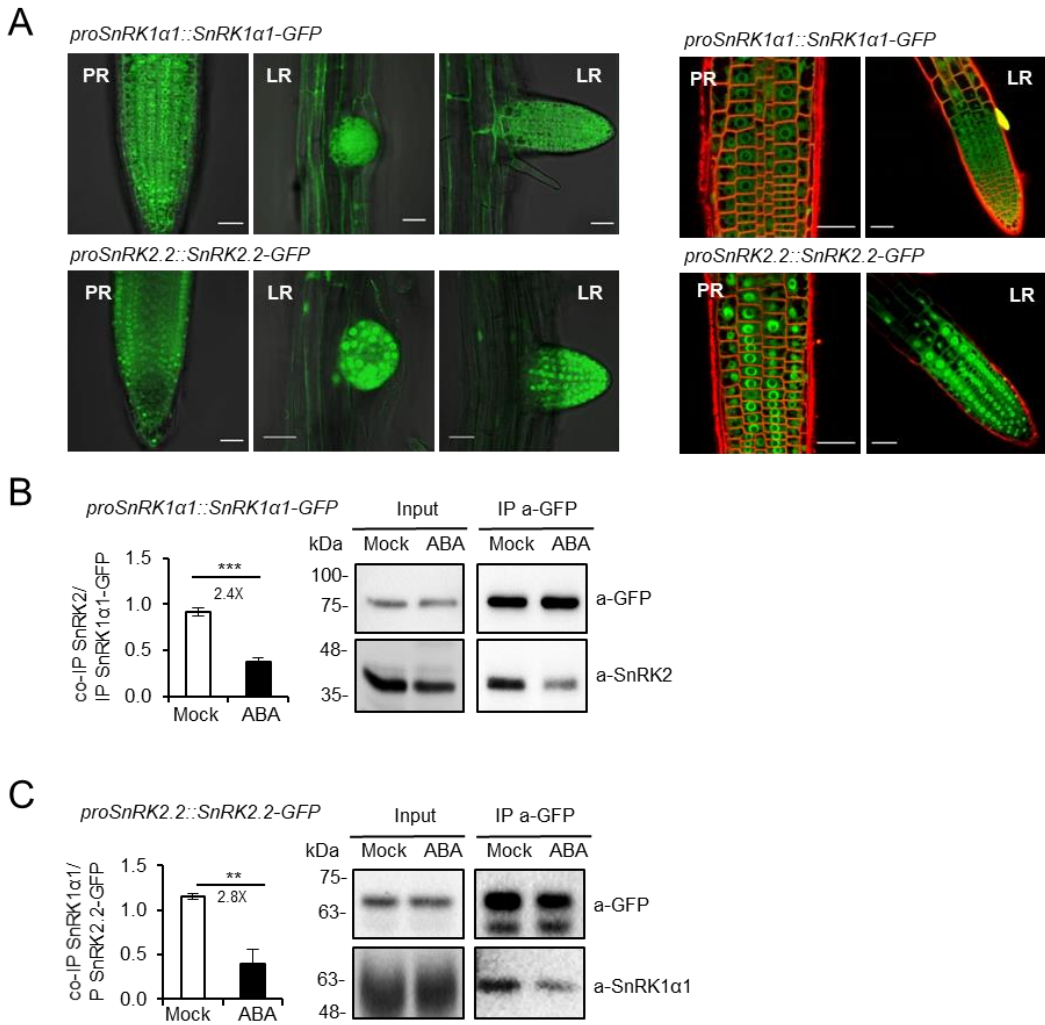 A
proSnRK1α1::SnRK1α1-GFP
proSnRK1α1::SnRK1α1-GFP
PR
LR
LR
PR
LR
proSnRK2.2::SnRK2.2-GFP
proSnRK2.2::SnRK2.2-GFP
PR
LR
LR
PR
LR
B
proSnRK1α1::SnRK1α1-GFP
co-IP SnRK2/
IP SnRK1α1-GFP
1.5
1.0
0.5
0.0
***
2.4X
Mock ABA
Input IP a-GFP
kDa Mock ABA Mock ABA
100-
75-
a-GFP
48-
35-
a-SnRK2
C
proSnRK2.2::SnRK2.2-GFP
co-IP SnRK1α1/
P SnRK2.2-GFP
1.5
1.0
0.5
0.0
**
2.8X
Mock ABA
Input IP a-GFP
kDa Mock ABA Mock ABA
75-
63-
a-GFP
63-
48-
a-SnRK1α1